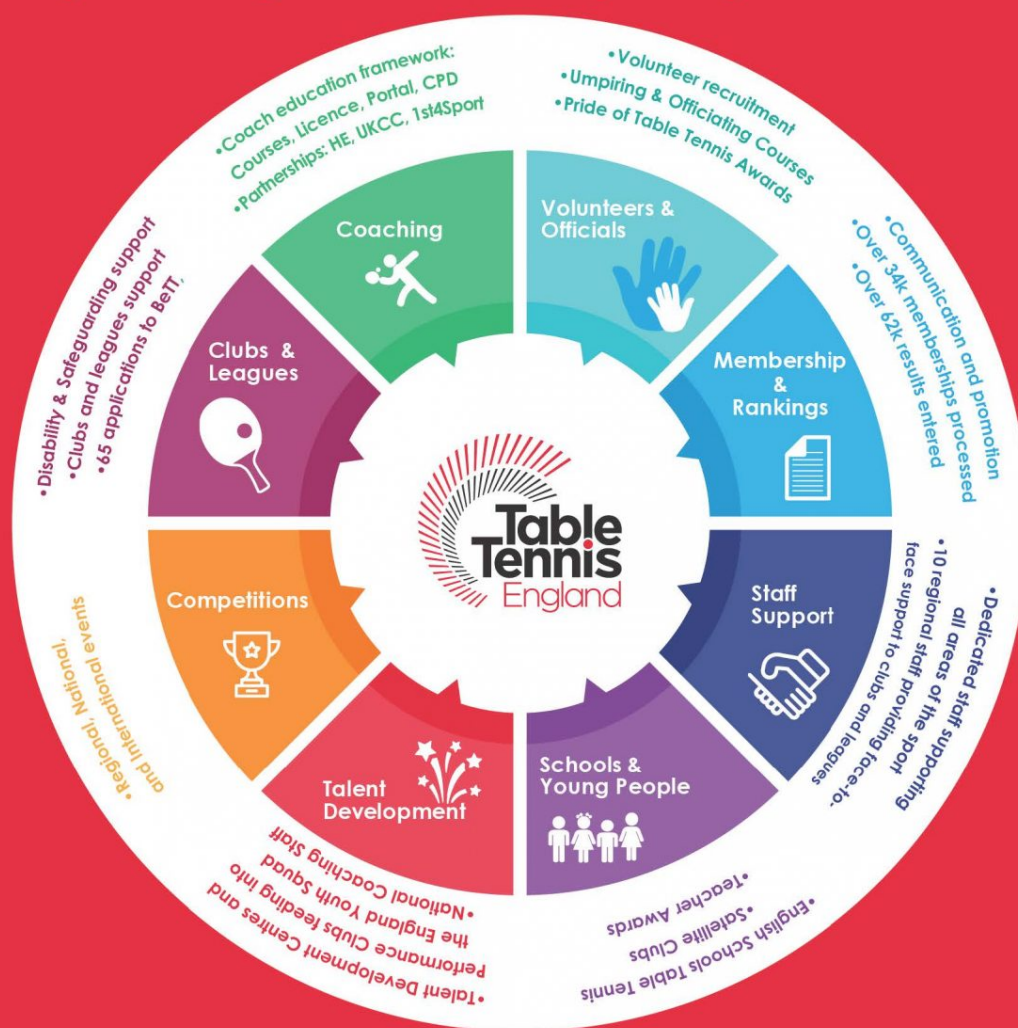 •Coach education framework:
Courses, Licence, Portal, CPD
•Partnerships: HE, UKCC, 1st4Sport
Coaching
•Volunteer recruitment
•Umpiring & Officiating Courses
•Pride of Table Tennis Awards
Volunteers &
Officials
•Communication and promotion
•Over 34k memberships processed
•Over 62k results entered
Membership
&
Rankings
•Dedicated staff supporting
all areas of the sport
•10 regional staff providing face-to-
face support to clubs and leagues
Staff
Support
Schools &
Young People
•English Schools Table Tennis
•Satellite Clubs
Teacher Awards
Talent
Development
•Talent Development Centres and
Performance Clubs feeding into
the England Youth Squad
•National Coaching Staff
Competitions
•Regional, National,
and International events
Clubs &
Leagues
•Disability & Safeguarding support
•Clubs and leagues support
•65 applications to BeTT,
Table
Tennis
England